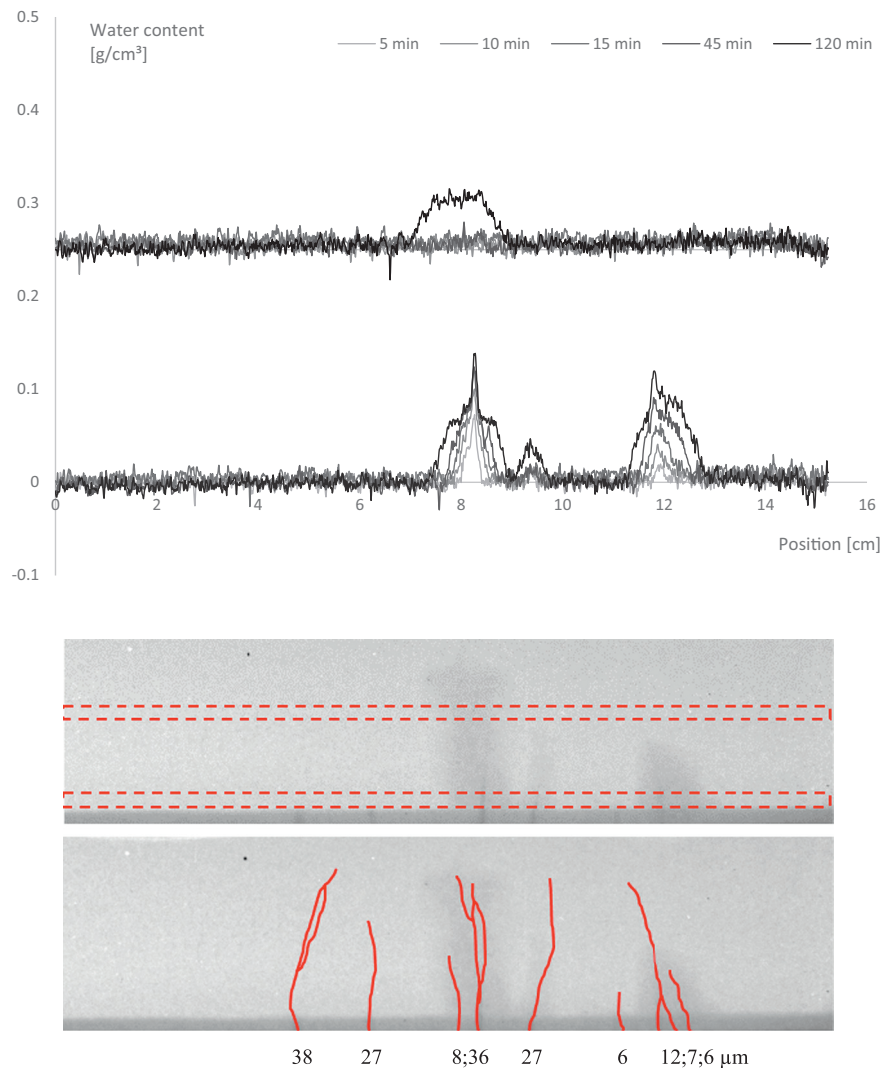 0.5
Water content
[g/cm³]
5 min 10 min 15 min 45 min 120 min
0.4
0.3
0.2
0.1
0
0 2 4 6 8 10 12 14 16
Position [cm]
-0.1
38 27 8;36 27 6 12;7;6 µm